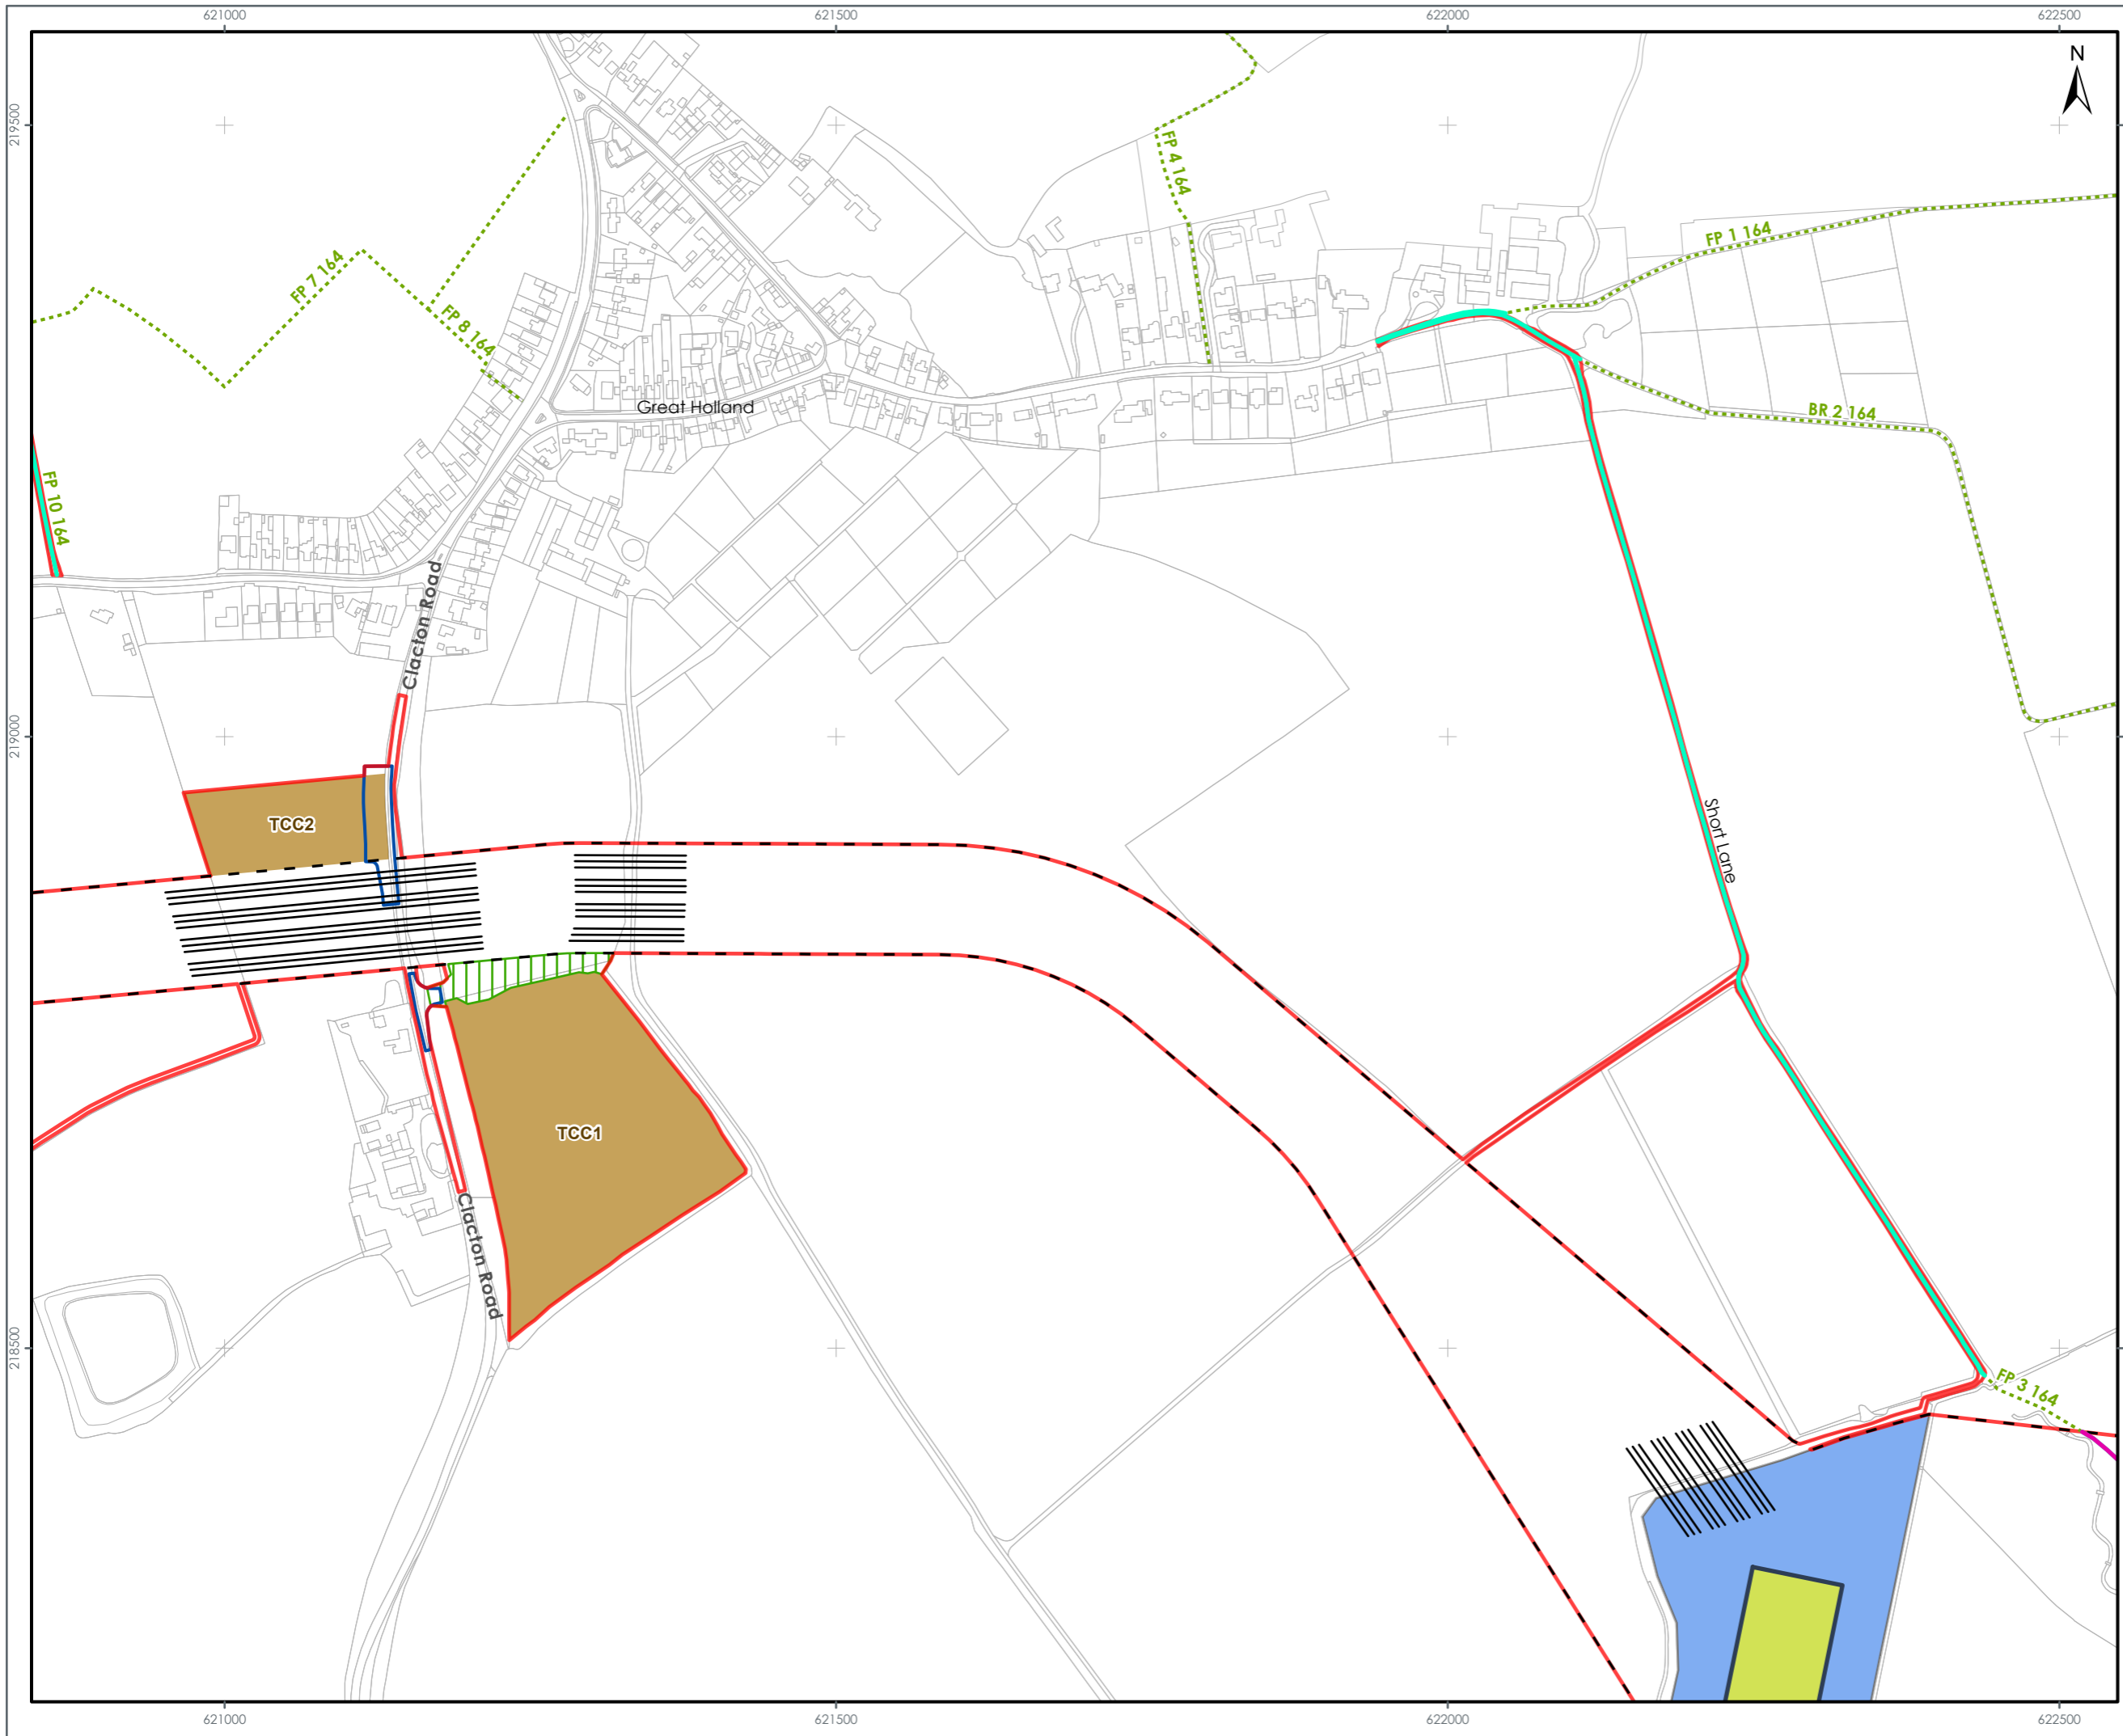 621000
621500
622000
622500
N
219500
FP 4 164
FP 1 164
FP 7 164
FP 8 164
Great Holland
BR 2 164
FP 10 164
Clacton Road
219000
TCC2
Short Lane
TCC1
Clacton Road
218500
FP 3 164
621000
621500
622000
622500